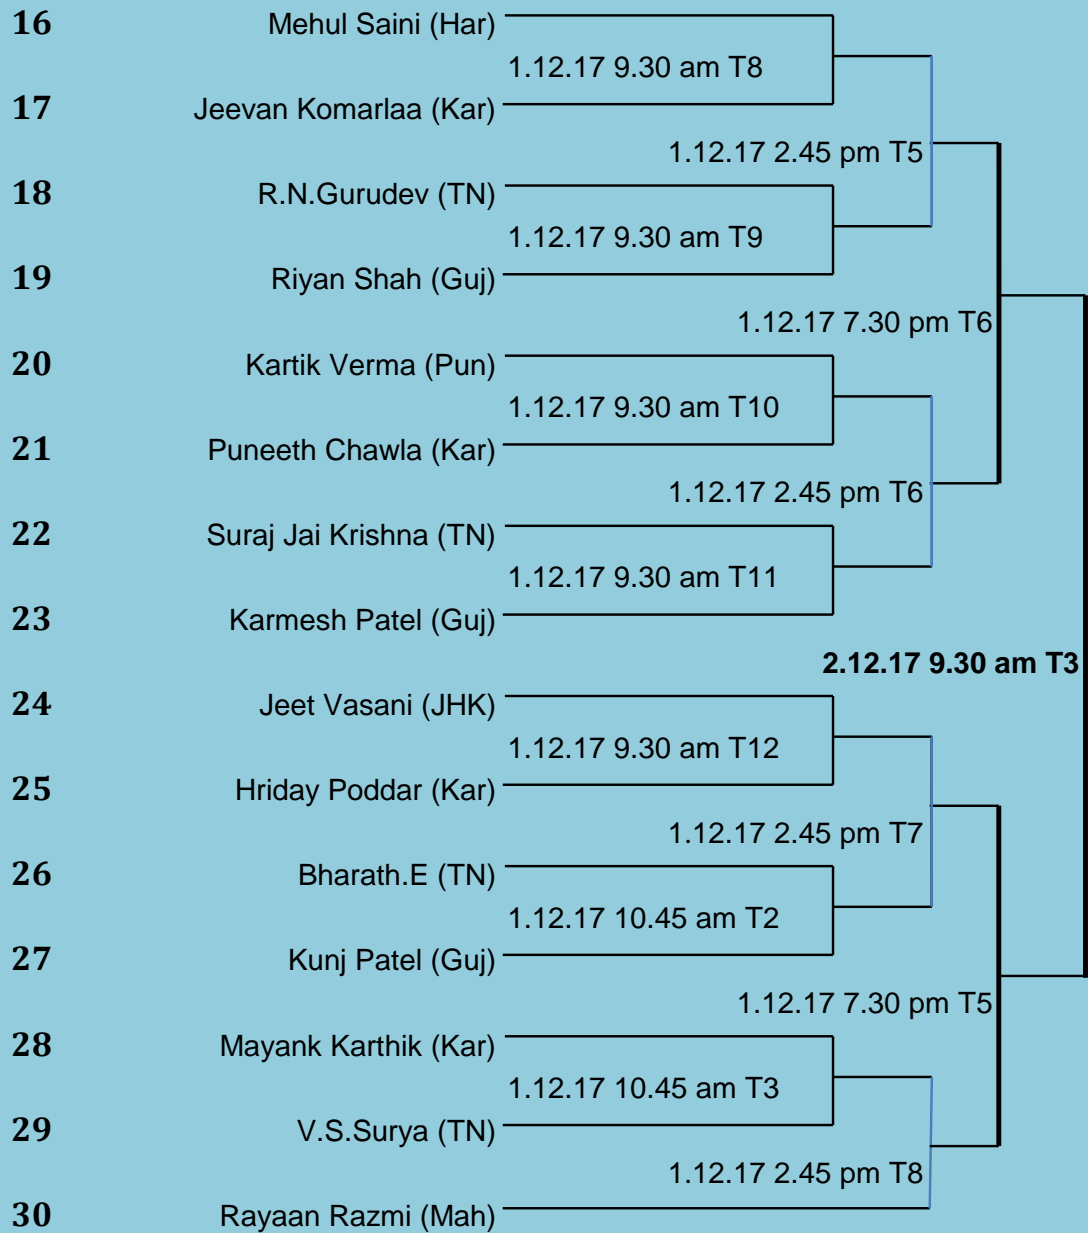 16 Mehul Saini (Har)
1.12.17 9.30 am T8
17 Jeevan Komarlaa (Kar)
1.12.17 2.45 pm T5
18 R.N.Gurudev (TN)
1.12.17 9.30 am T9
19 Riyan Shah (Guj)
1.12.17 7.30 pm T6
20 Kartik Verma (Pun)
1.12.17 9.30 am T10
21 Puneeth Chawla (Kar)
1.12.17 2.45 pm T6
22 Suraj Jai Krishna (TN)
1.12.17 9.30 am T11
23 Karmesh Patel (Guj)
2.12.17 9.30 am T3
24 Jeet Vasani (JHK)
1.12.17 9.30 am T12
25 Hriday Poddar (Kar)
1.12.17 2.45 pm T7
26 Bharath.E (TN)
1.12.17 10.45 am T2
27 Kunj Patel (Guj)
1.12.17 7.30 pm T5
28 Mayank Karthik (Kar)
1.12.17 10.45 am T3
29 V.S.Surya (TN)
1.12.17 2.45 pm T8
30 Rayaan Razmi (Mah)